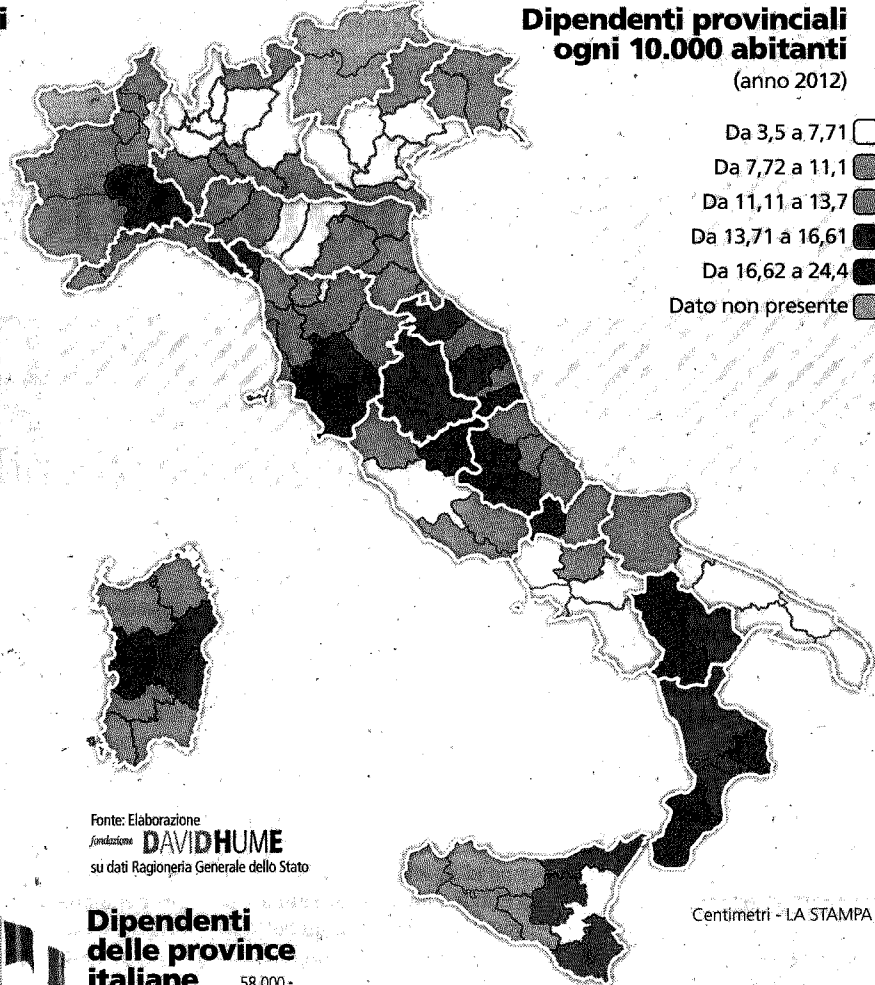 i
Dipendenti provinciali
ogni 10.000 abitanti
(anno 2012)
Da 3,5 a 7,71
Da 7,72 a 11,1
Da 11,11 a 13,7
Da 13,71 a 16,61
Da 16,62 a 24,4
Dato non presente
Fonte: Elaborazione
fondazione DAVIDHUME
su dati Ragioneria Generale dello Stato
Centimetri - LA STAMPA
Dipendenti
delle province
italiane
58.000 -